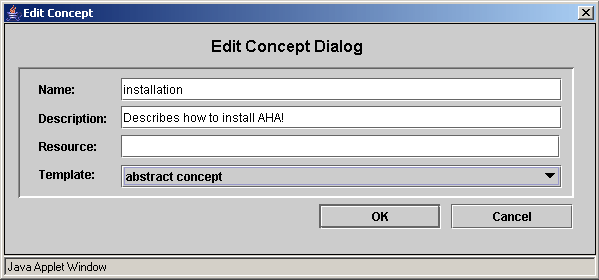 Edit Concept
Edit Concept Dialog
Name: installation
Description: Describes how to install AHA!
Resource:
Template: abstract concept
OK Cancel
Java Applet Window